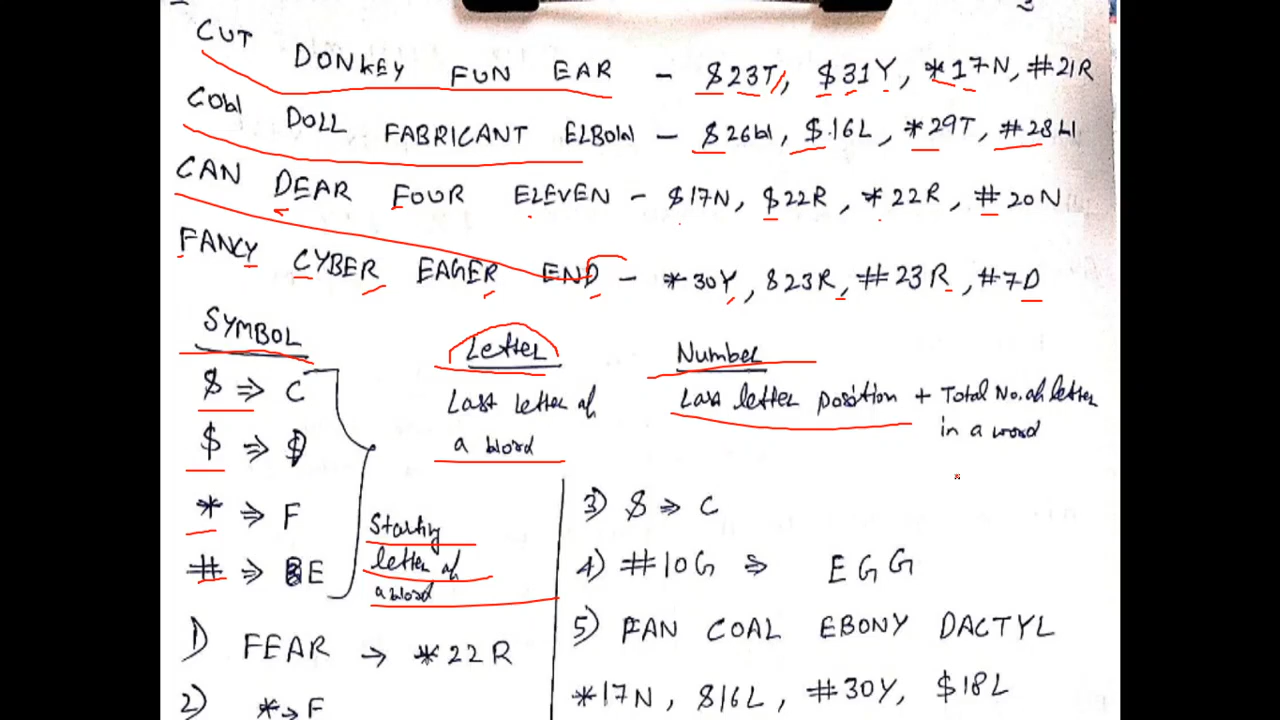 CUT DONKEY FUN EAR - $23T, $31Y, *17N, #21R
COW DOLL FABRICANT ELBOW - $26W, $16L, *29T, #28W
CAN DEAR FOUR ELEVEN - $17N, $22R, *22R, #20N
FANCY CYBER EAGER END - *30Y, $23R, #23R, #7D
SYMBOL
$ ⇒ C
$ ⇒ D
* ⇒ F
# ⇒ E
Starting
letter of
a word
Letter
Last letter of
a word
Number
Last letter position + Total No. of letter
in a word
1) FEAR → *22R
2) *→F
3) $ ⇒ C
4) #10G ⇒ EGG
5) FAN COAL EBONY DACTYL
*17N, $16L, #30Y, $18L